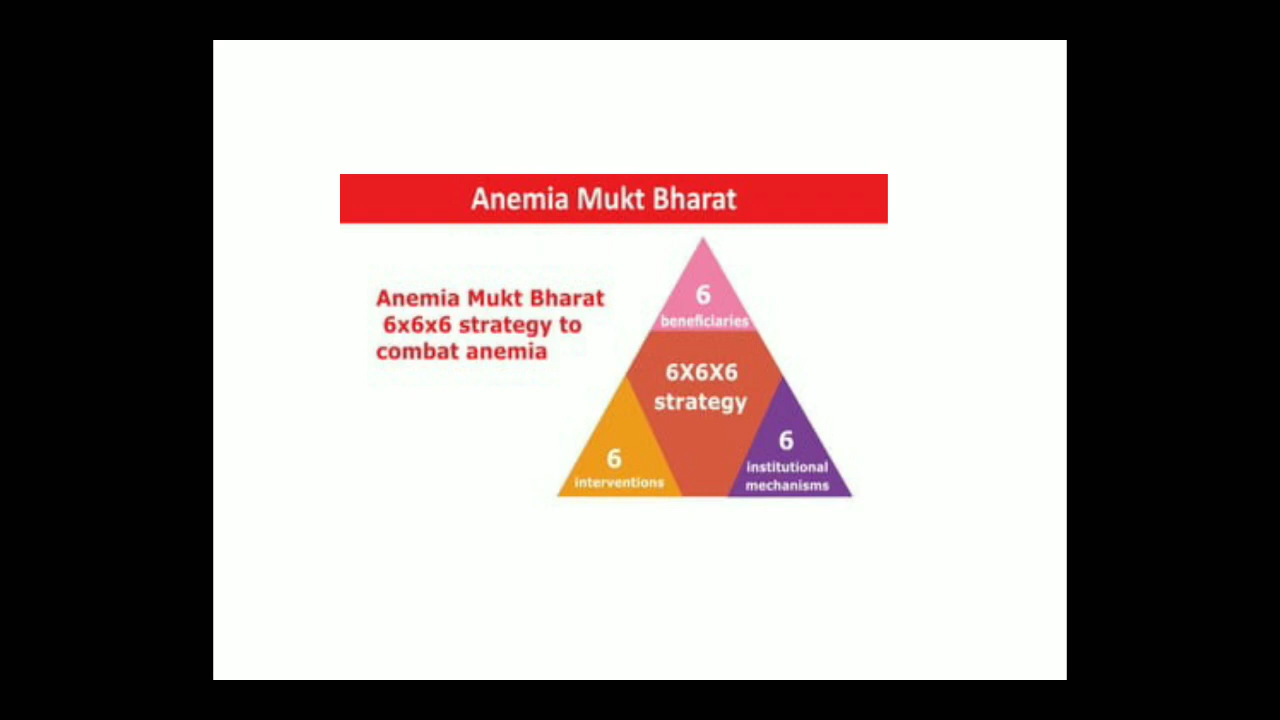 Anemia Mukt Bharat
Anemia Mukt Bharat
6x6x6 strategy to
combat anemia
6
beneficiaries
6X6X6
strategy
6
interventions
6
institutional
mechanisms